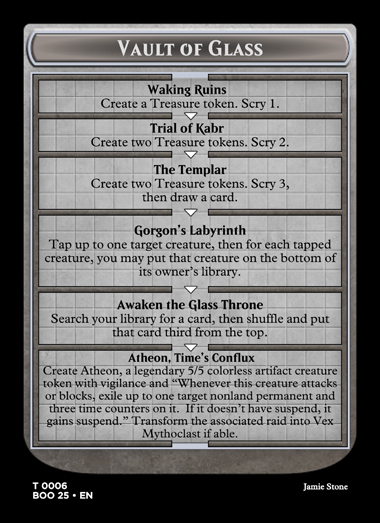 Vault of Glass
Waking Ruins
Create a Treasure token. Scry 1.
Trial of Kabr
Create two Treasure tokens. Scry 2.
The Templar
Create two Treasure tokens. Scry 3,
then draw a card.
Gorgon's Labyrinth
Tap up to one target creature, then for each tapped
creature, you may put that creature on the bottom of
its owner's library.
Awaken the Glass Throne
Search your library for a card, then shuffle and put
that card third from the top.
Atheon, Time's Conflux
Create Atheon, a legendary 5/5 colorless artifact creature
token with vigilance and “Whenever this creature attacks
or blocks, exile up to one target nonland permanent and
three time counters on it. If it doesn't have suspend, it
gains suspend.” Transform the associated raid into Vex
Mythoclast if able.
T 0006
BOO 25 • EN
Jamie Stone